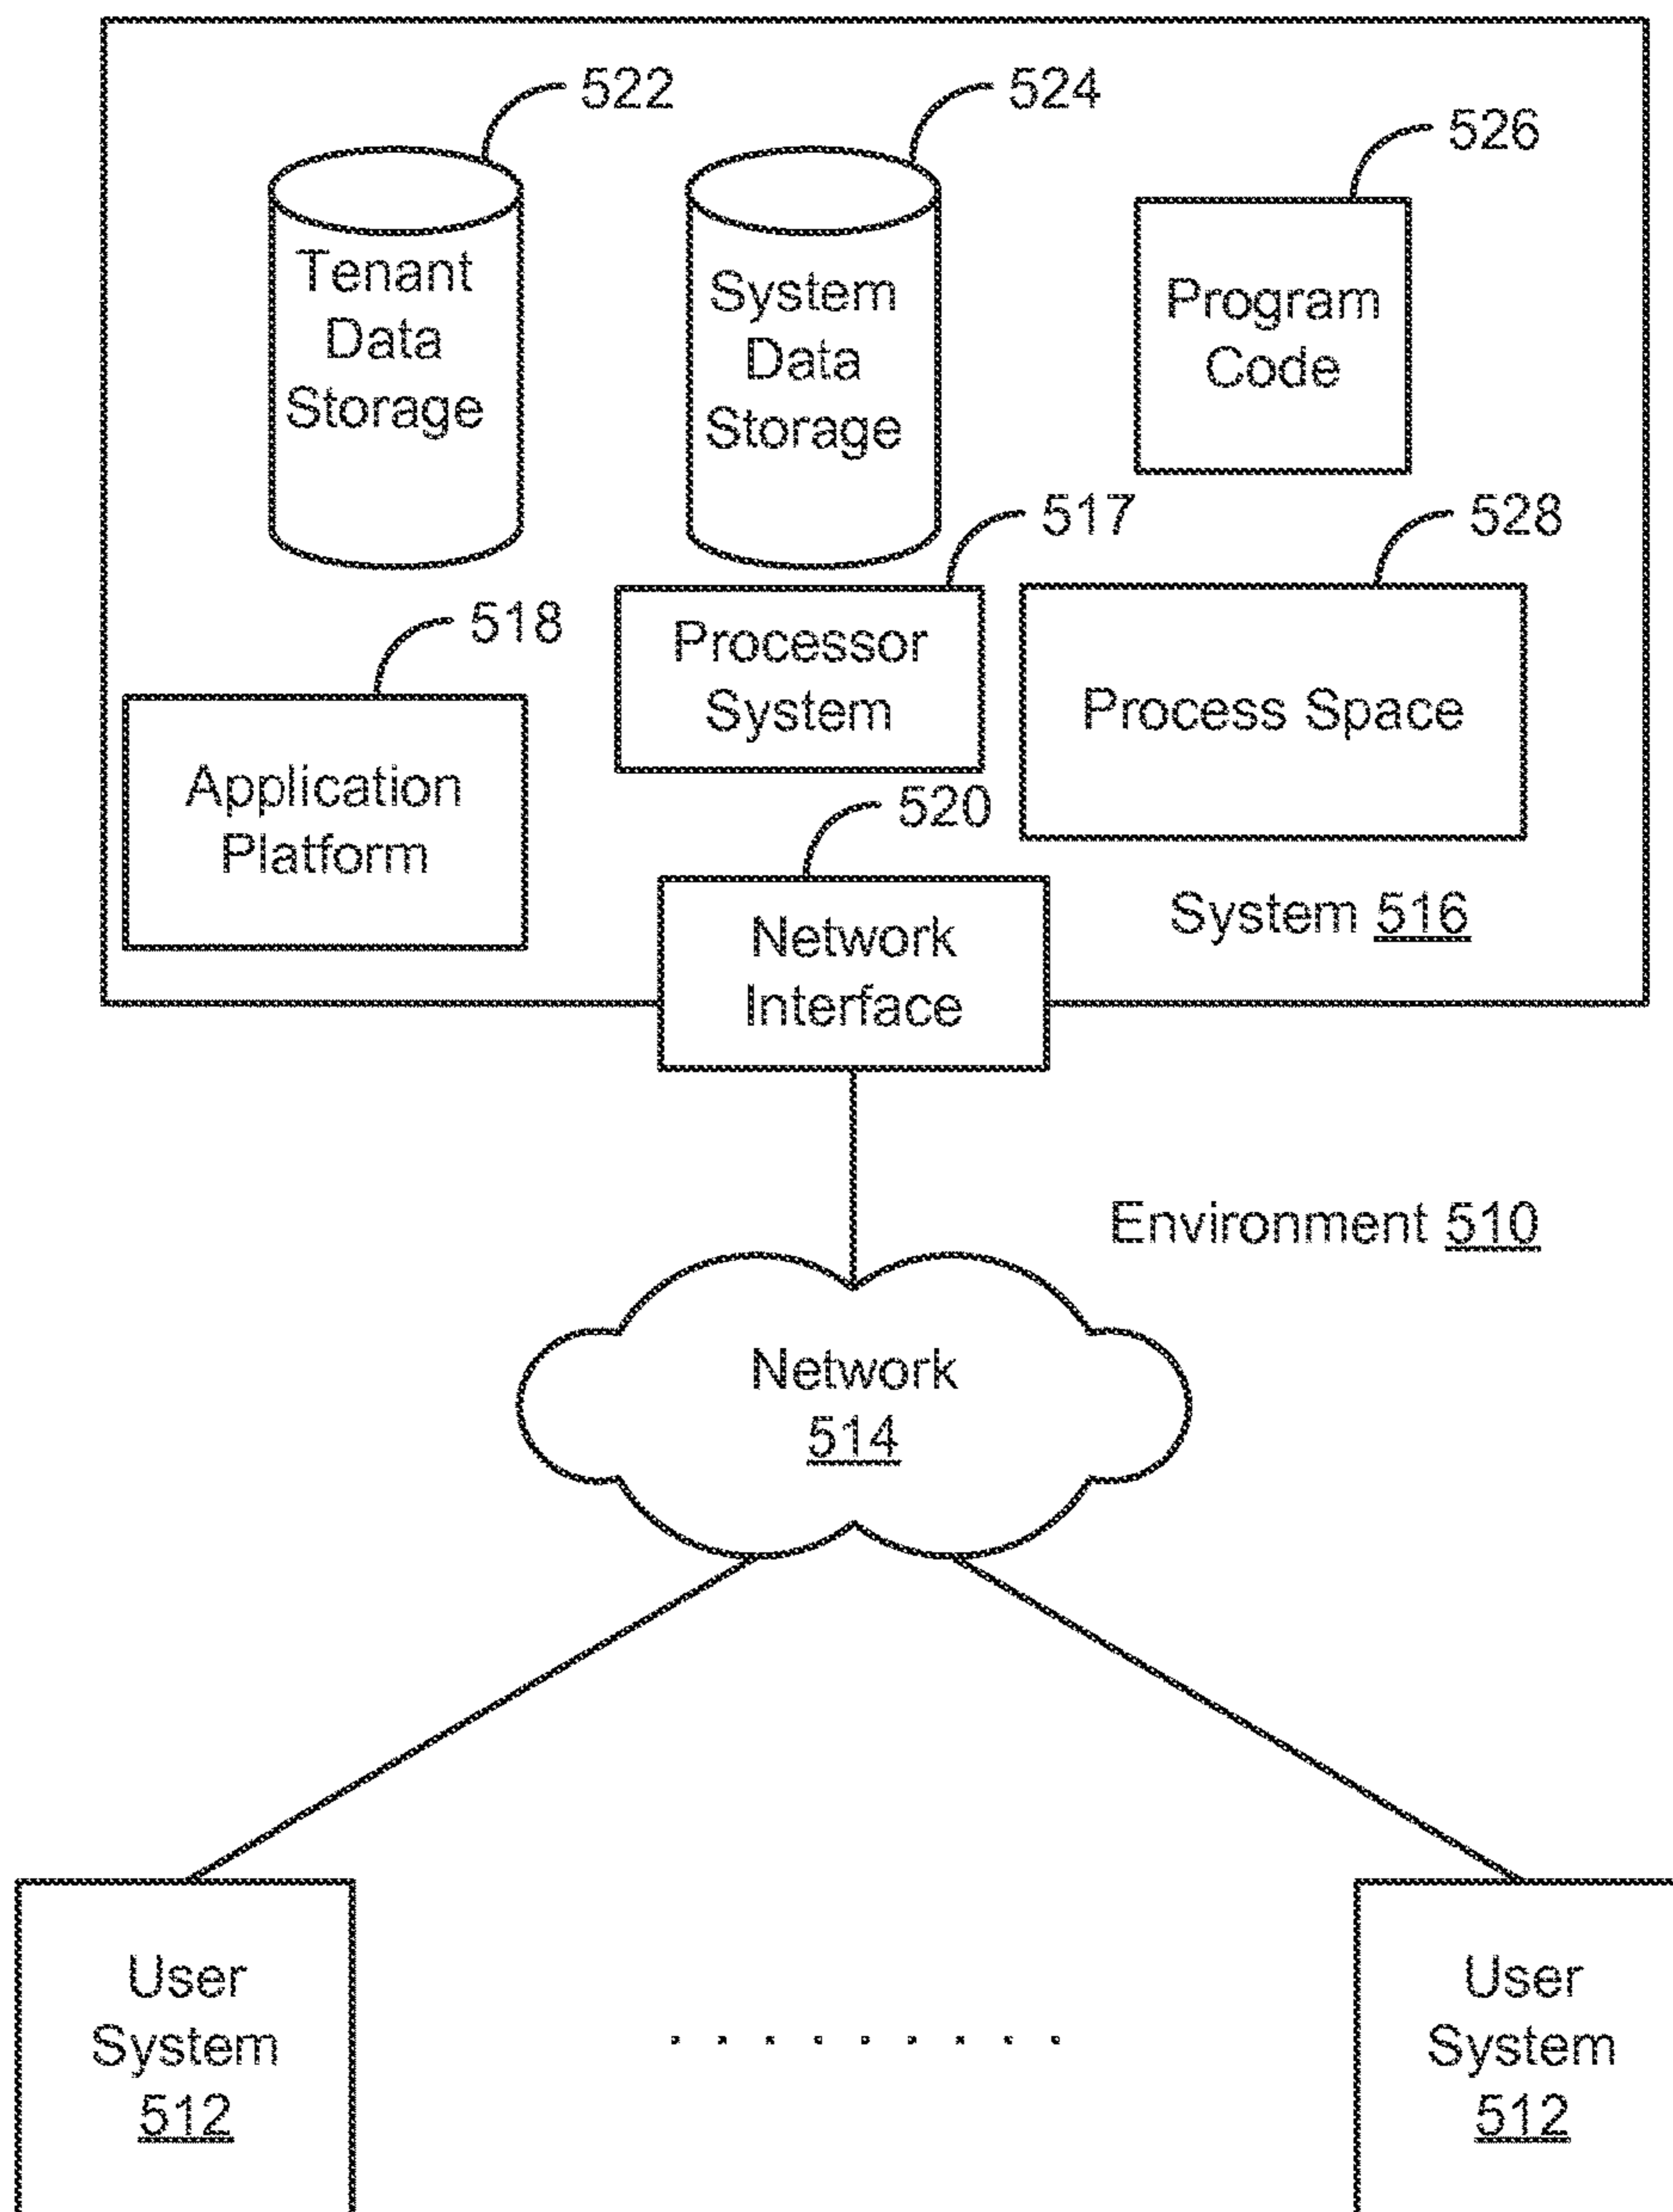 522
524
526
Tenant
Data
Storage
System
Data
Storage
Program
Code
517
528
518
Processor
System
Process Space
Application
Platform
520
System 516
Network
Interface
Environment 510
Network
514
User
System
512
User
System
512